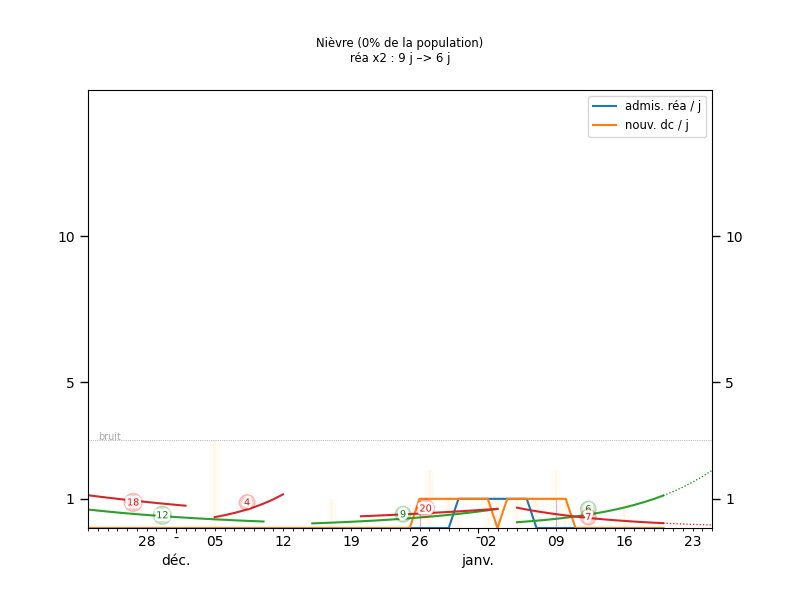 Nièvre (0% de la population)
réa x2 : 9 j –> 6 j
admis. réa / j
nouv. dc / j
10 10
5 5
bruit
1 1
18 12 4 9 20 6 7
28 05 12 19 26 02 09 16 23
déc. janv.